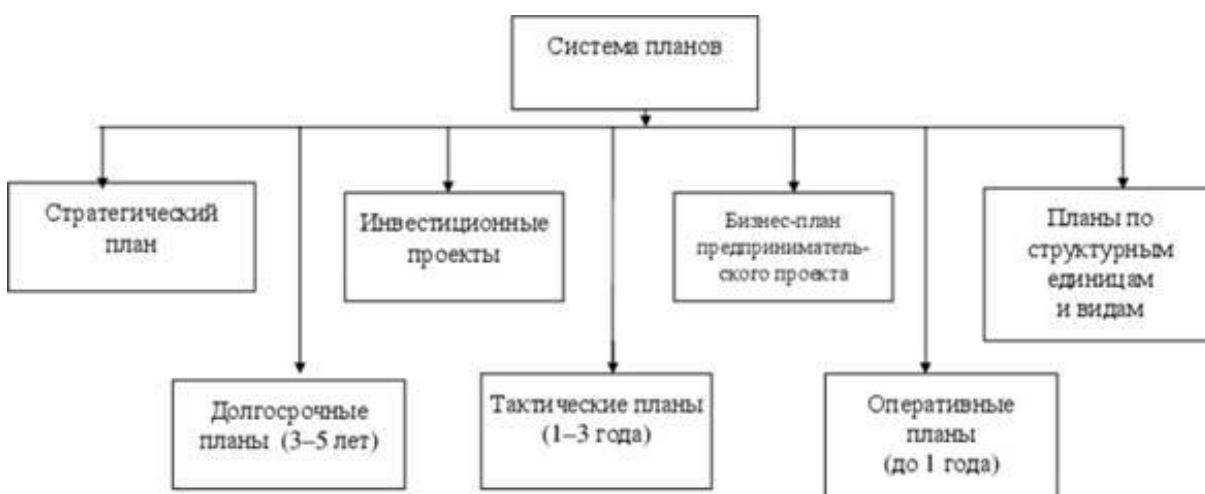 Система планов
Стратегический
план
Инвестиционные
проекты
Бизнес-план
предприниматель-
ского проекта
Планы по
структурным
единицам
и видам
Долгосрочные
планы (3–5 лет)
Тактические планы
(1–3 года)
Оперативные
планы
(до 1 года)